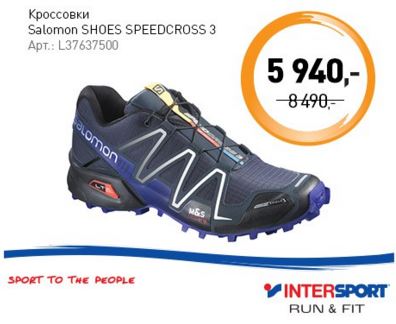 Кроссовки
Salomon SHOES SPEEDCROSS 3
Арт.: L37637500
5 940,-
8 490,-
salomon
M&S
SPORT TO THE PEOPLE
INTERSPORT
RUN & FIT